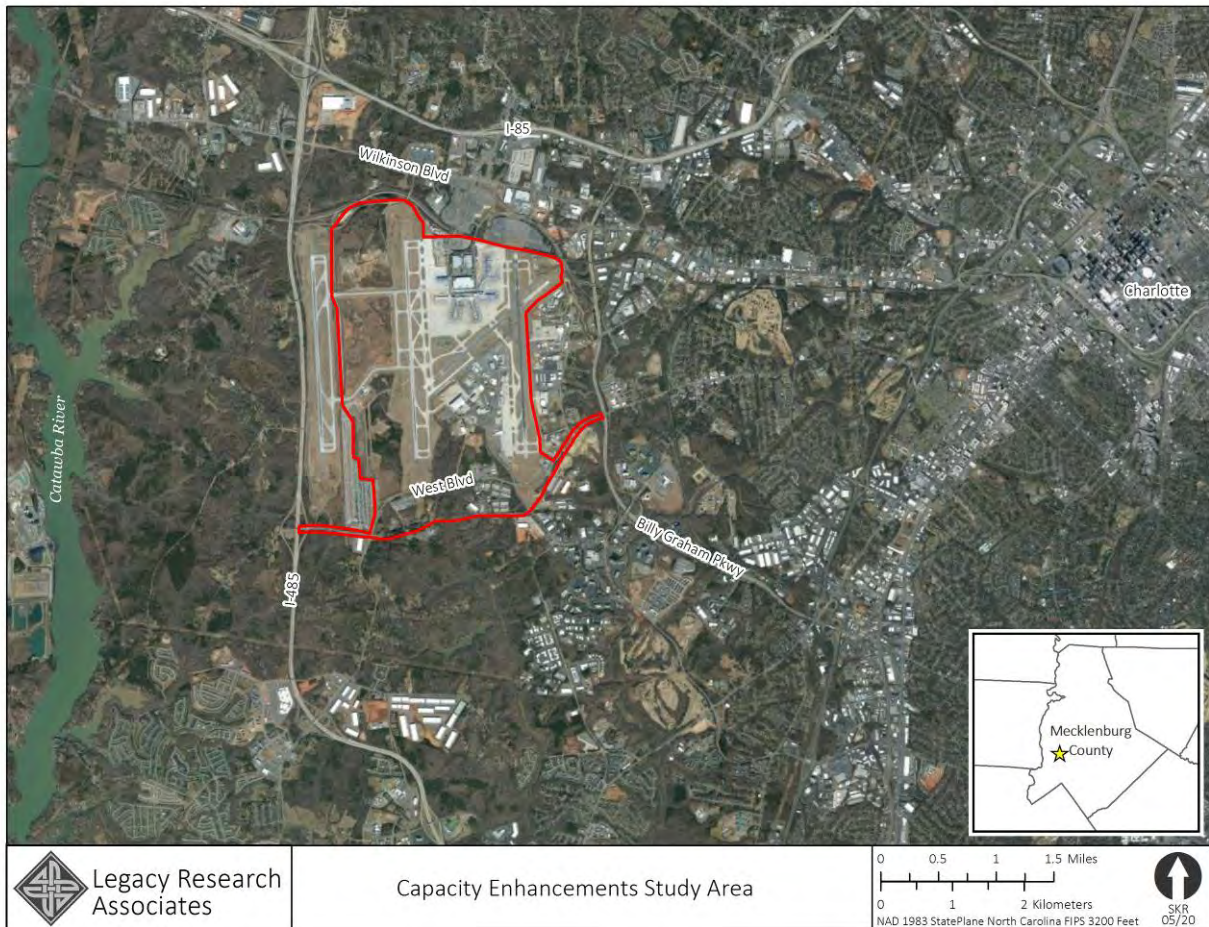 I-85
Wilkinson Blvd
Charlotte
Catawba River
West Blvd
Billy Graham Pkwy
I-485
Mecklenburg
County
Legacy Research
Associates
Capacity Enhancements Study Area
0 0.5 1 1.5 Miles
0 1 2 Kilometers
NAD 1983 StatePlane North Carolina FIPS 3200 Feet
SKR
05/20